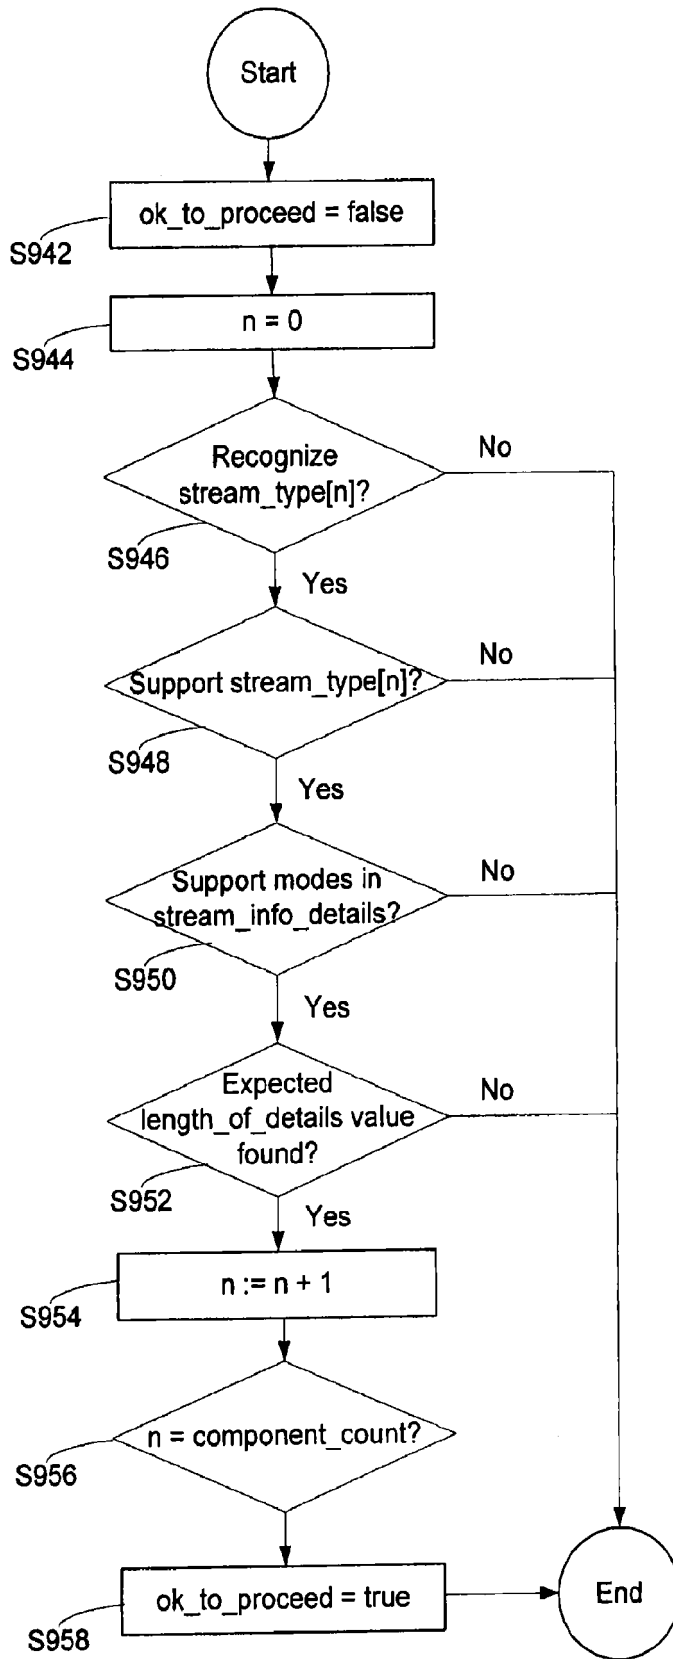 Start
ok_to_proceed = false
S942
n = 0
S944
Recognize
stream_type[n]?
No
S946
Yes
Support stream_type[n]?
No
S948
Yes
Support modes in
stream_info_details?
No
S950
Yes
Expected
length_of_details value
found?
No
S952
Yes
n := n + 1
S954
n = component_count?
S956
ok_to_proceed = true
End
S958